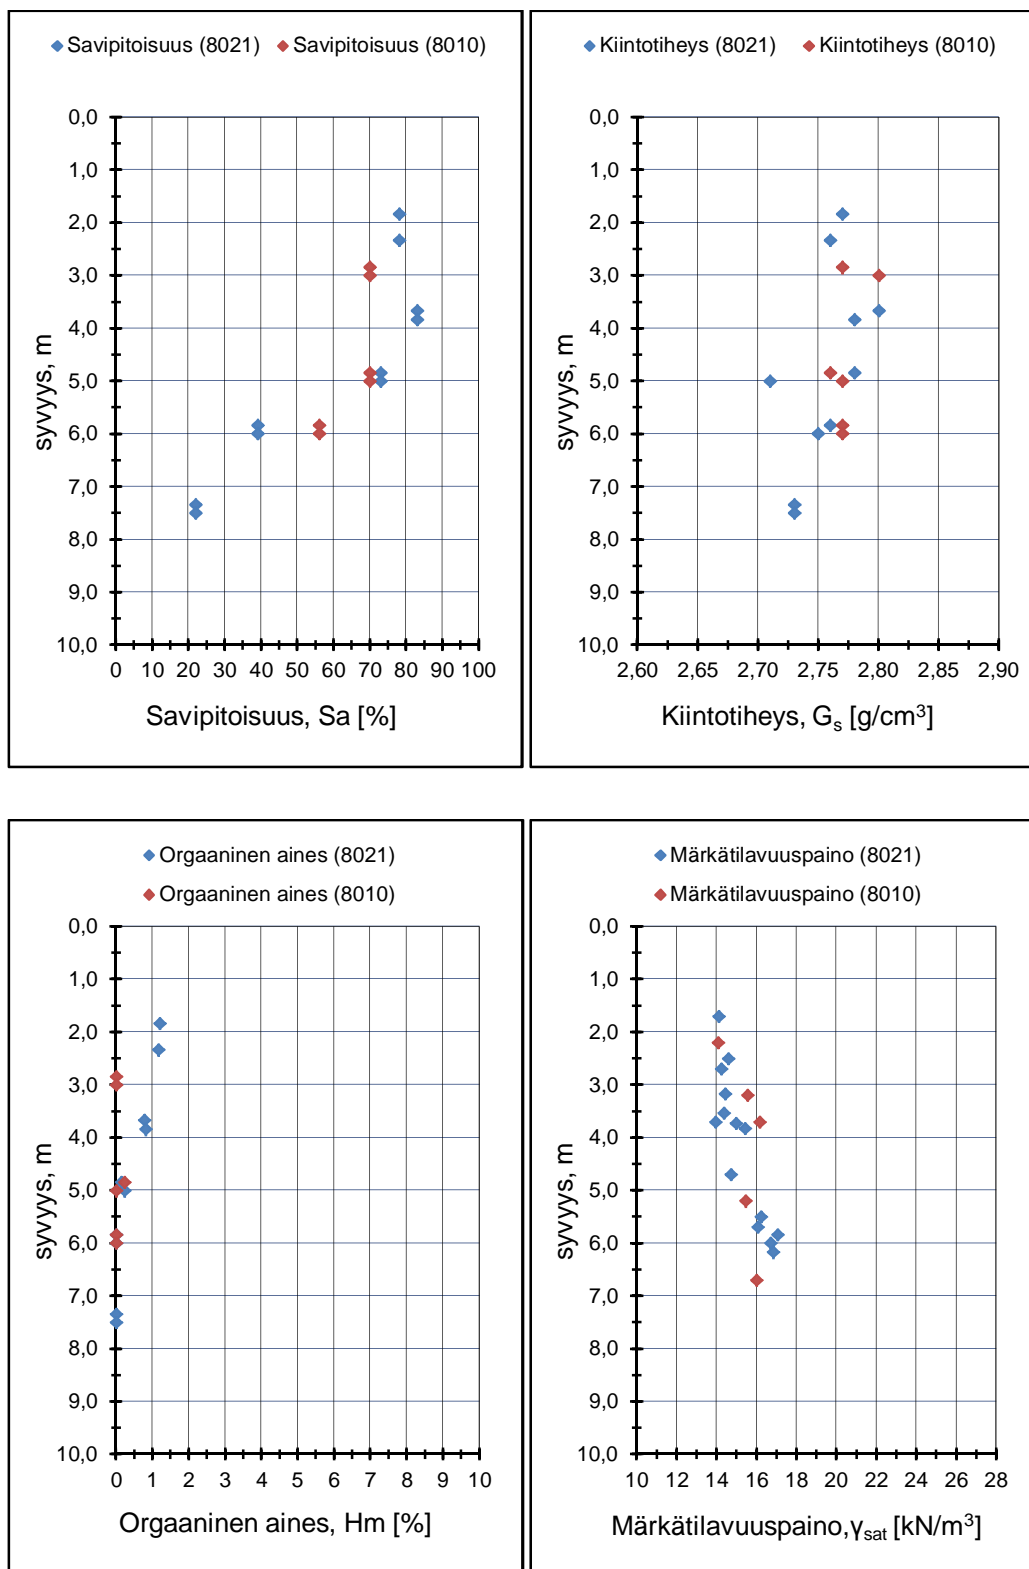 Savipitoisuus (8021) Savipitoisuus (8010)
0,0
1,0
2,0
3,0
4,0
5,0
6,0
7,0
8,0
9,0
10,0
syvyys, m
0 10 20 30 40 50 60 70 80 90 100
Savipitoisuus, Sa [%]
Kiintotiheys (8021) Kiintotiheys (8010)
0,0
1,0
2,0
3,0
4,0
5,0
6,0
7,0
8,0
9,0
10,0
syvyys, m
2,60 2,65 2,70 2,75 2,80 2,85 2,90
Kiintotiheys, Gₛ [g/cm³]
Orgaaninen aines (8021)
Orgaaninen aines (8010)
0,0
1,0
2,0
3,0
4,0
5,0
6,0
7,0
8,0
9,0
10,0
syvyys, m
0 1 2 3 4 5 6 7 8 9 10
Orgaaninen aines, Hm [%]
Märkätilavuuspaino (8021)
Märkätilavuuspaino (8010)
0,0
1,0
2,0
3,0
4,0
5,0
6,0
7,0
8,0
9,0
10,0
syvyys, m
10 12 14 16 18 20 22 24 26 28
Märkätilavuuspaino,γsat [kN/m³]